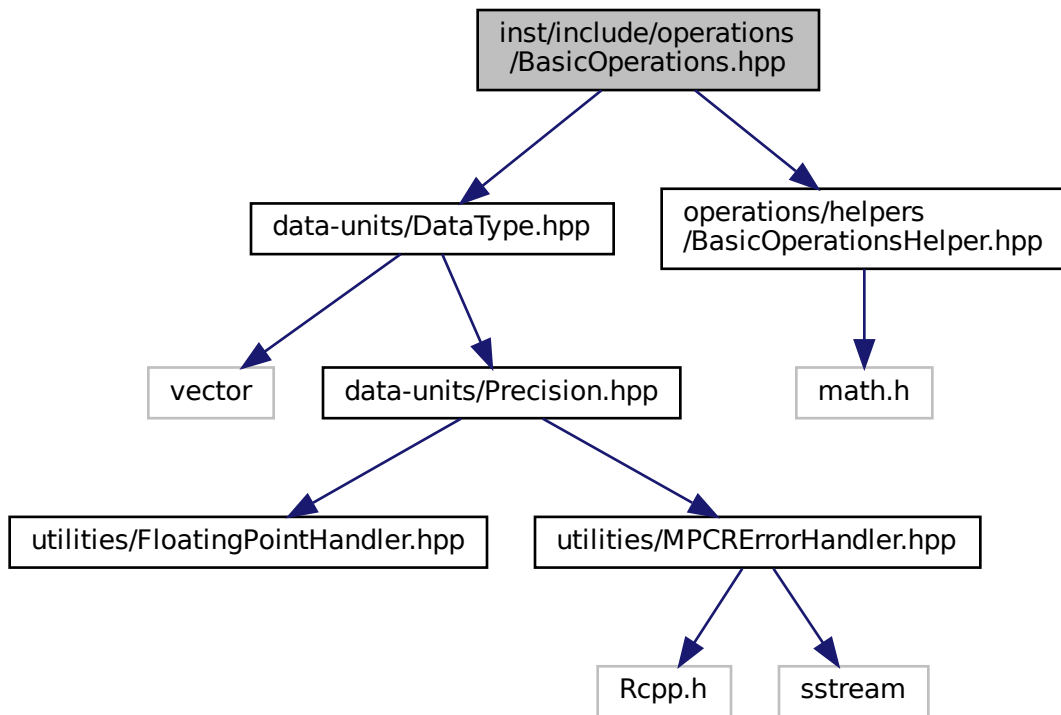 inst/include/operations
/BasicOperations.hpp
data-units/DataType.hpp
operations/helpers
/BasicOperationsHelper.hpp
vector
data-units/Precision.hpp
math.h
utilities/FloatingPointHandler.hpp
utilities/MPCRErrorHandler.hpp
Rcpp.h
sstream